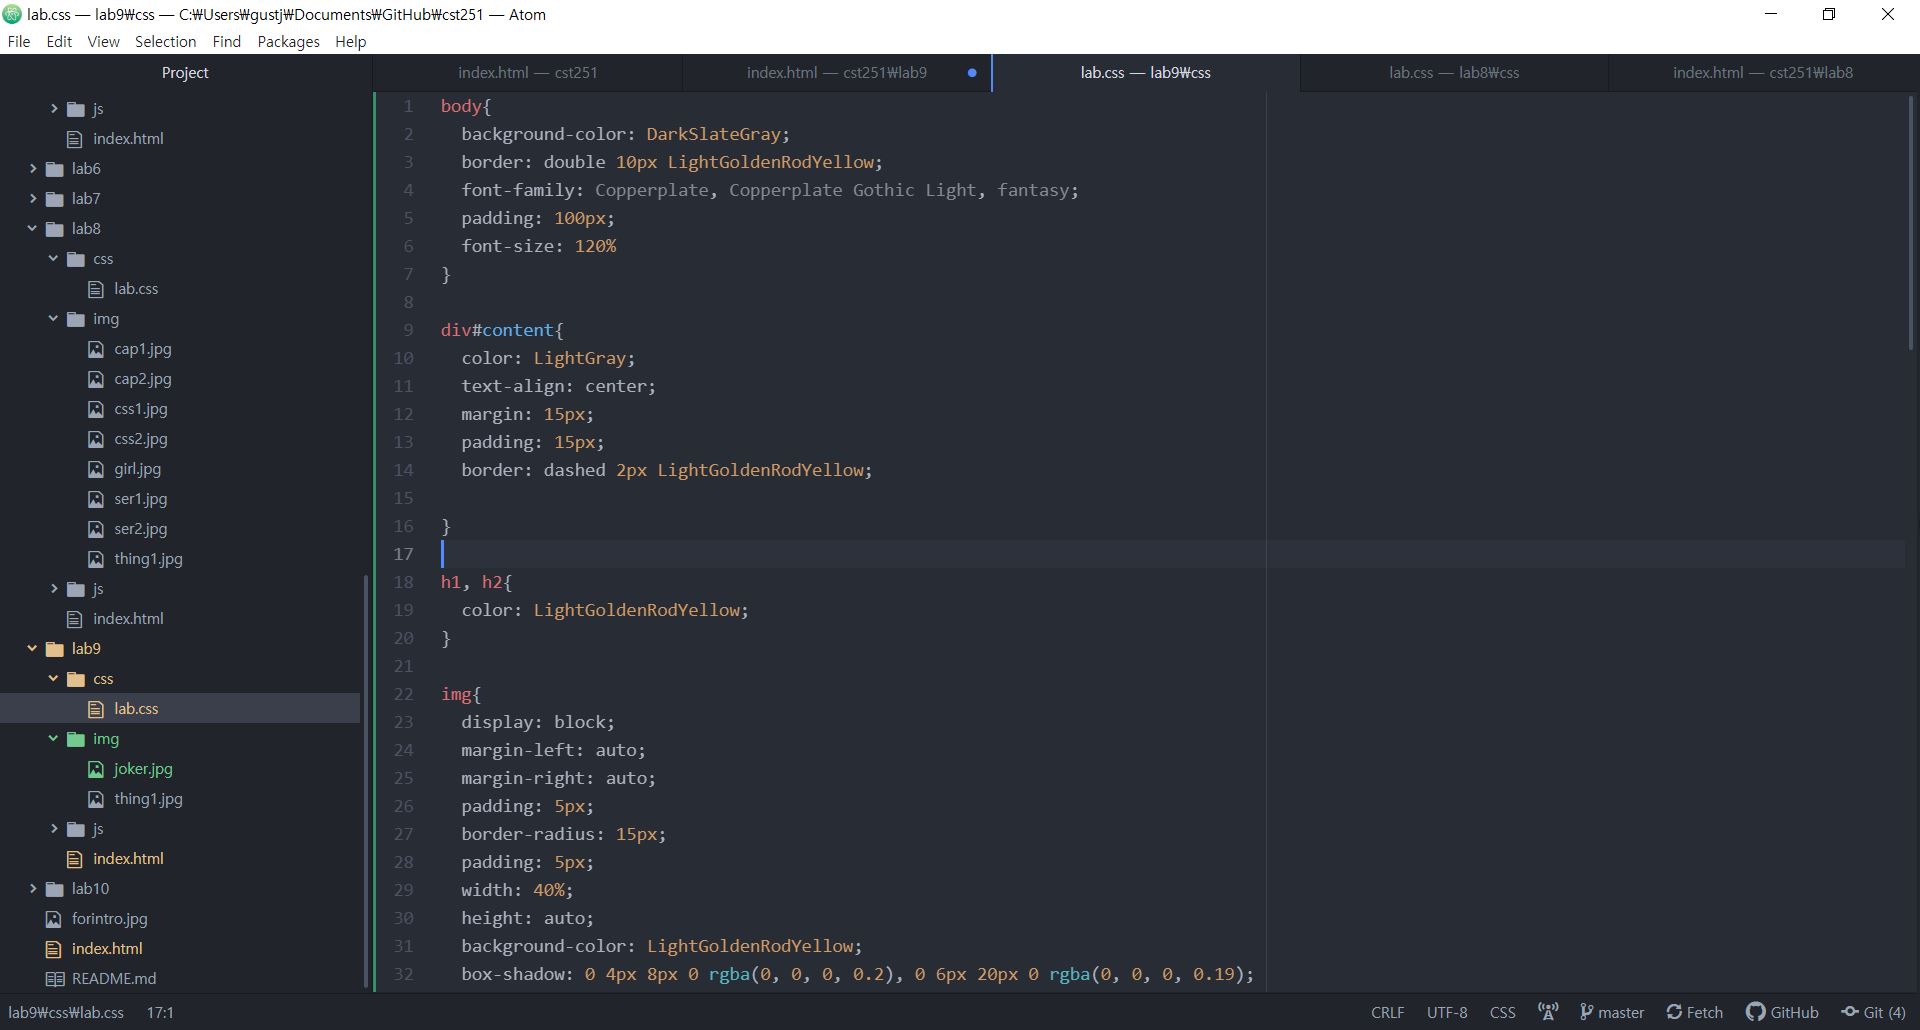 lab.css — lab9₩css — C:₩Users₩gustj₩Documents₩GitHub₩cst251 — Atom
File Edit View Selection Find Packages Help
Project
js
index.html
lab6
lab7
lab8
css
lab.css
img
cap1.jpg
cap2.jpg
css1.jpg
css2.jpg
girl.jpg
ser1.jpg
ser2.jpg
thing1.jpg
js
index.html
lab9
css
lab.css
img
joker.jpg
thing1.jpg
js
index.html
lab10
forintro.jpg
index.html
README.md
index.html — cst251 index.html — cst251₩lab9 lab.css — lab9₩css lab.css — lab8₩css index.html — cst251₩lab8
1 body{
2   background-color: DarkSlateGray;
3   border: double 10px LightGoldenRodYellow;
4   font-family: Copperplate, Copperplate Gothic Light, fantasy;
5   padding: 100px;
6   font-size: 120%
7 }
8
9 div#content{
10   color: LightGray;
11   text-align: center;
12   margin: 15px;
13   padding: 15px;
14   border: dashed 2px LightGoldenRodYellow;
15
16 }
17
18 h1, h2{
19   color: LightGoldenRodYellow;
20 }
21
22 img{
23   display: block;
24   margin-left: auto;
25   margin-right: auto;
26   padding: 5px;
27   border-radius: 15px;
28   padding: 5px;
29   width: 40%;
30   height: auto;
31   background-color: LightGoldenRodYellow;
32   box-shadow: 0 4px 8px 0 rgba(0, 0, 0, 0.2), 0 6px 20px 0 rgba(0, 0, 0, 0.19);
lab9₩css₩lab.css 17:1 CRLF UTF-8 CSS master Fetch GitHub Git (4)